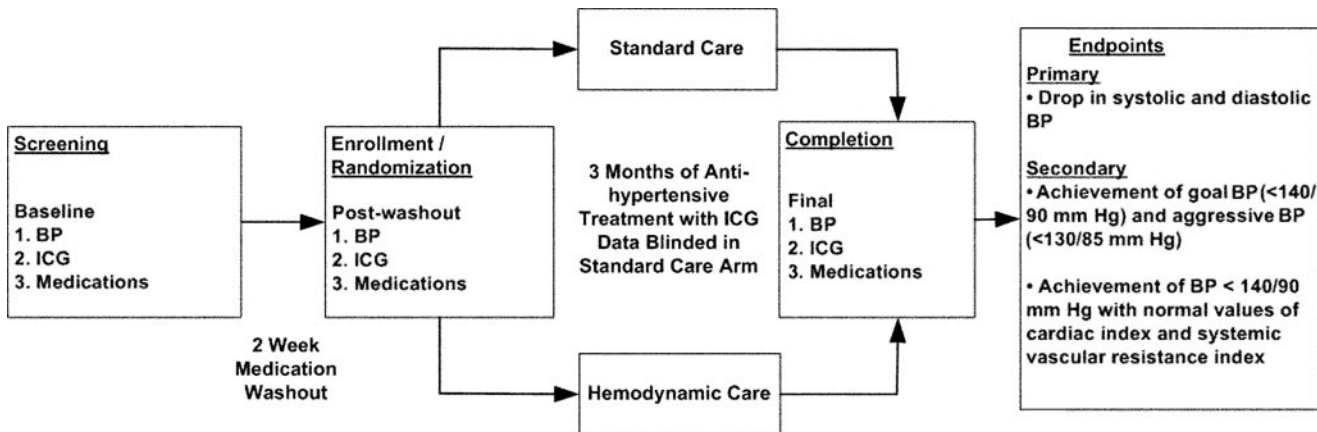 Screening
Baseline
1. BP
2. ICG
3. Medications
2 Week
Medication
Washout
Enrollment /
Randomization
Post-washout
1. BP
2. ICG
3. Medications
Standard Care
3 Months of Anti-
hypertensive
Treatment with ICG
Data Blinded in
Standard Care Arm
Hemodynamic Care
Completion
Final
1. BP
2. ICG
3. Medications
Endpoints
Primary
• Drop in systolic and diastolic
BP
Secondary
• Achievement of goal BP (<140/
90 mm Hg) and aggressive BP
(<130/85 mm Hg)
• Achievement of BP < 140/90
mm Hg with normal values of
cardiac index and systemic
vascular resistance index